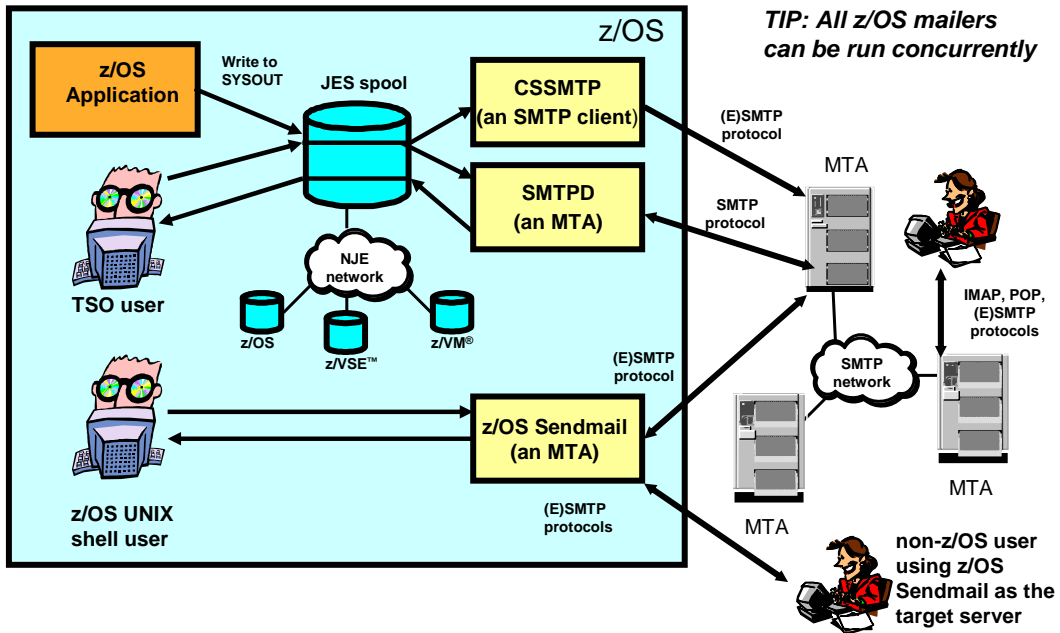 z/OS
TIP: All z/OS mailers
can be run concurrently
z/OS
Application
Write to
SYSOUT
JES spool
CSSMTP
(an SMTP client)
(E)SMTP
protocol
MTA
SMTPD
(an MTA)
SMTP
protocol
TSO user
NJE
network
z/OS
z/VSE™
z/VM®
IMAP, POP,
(E)SMTP
protocols
(E)SMTP
protocol
SMTP
network
z/OS Sendmail
(an MTA)
MTA
MTA
z/OS UNIX
shell user
(E)SMTP
protocols
non-z/OS user
using z/OS
Sendmail as the
target server